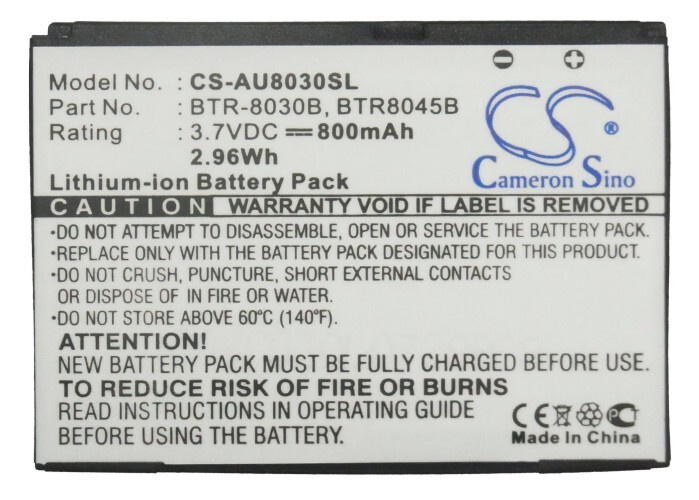 Model No. : CS-AU8030SL
Part No. : BTR-8030B, BTR8045B
Rating : 3.7VDC ⎓ 800mAh
2.96Wh
CS®
Cameron Sino
Lithium-ion Battery Pack
CAUTION WARRANTY VOID IF LABEL IS REMOVED
•DO NOT ATTEMPT TO DISASSEMBLE, OPEN OR SERVICE THE BATTERY PACK.
•REPLACE ONLY WITH THE BATTERY PACK DESIGNATED FOR THIS PRODUCT.
•DO NOT CRUSH, PUNCTURE, SHORT EXTERNAL CONTACTS
OR DISPOSE OF IN FIRE OR WATER.
•DO NOT STORE ABOVE 60°C (140°F).
ATTENTION!
NEW BATTERY PACK MUST BE FULLY CHARGED BEFORE USE.
TO REDUCE RISK OF FIRE OR BURNS
READ INSTRUCTIONS IN OPERATING GUIDE
SUPPLIED BEFORE USE.
CE
Made In China